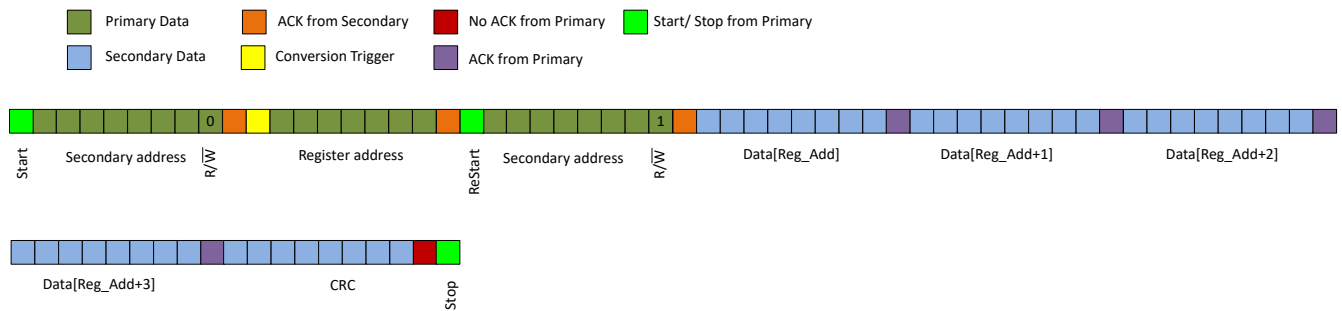 Primary Data
ACK from Secondary
No ACK from Primary
Start/ Stop from Primary
Secondary Data
Conversion Trigger
ACK from Primary
0
1
Start
Secondary address
R/W
Register address
ReStart
Secondary address
R/W
Data[Reg_Add]
Data[Reg_Add+1]
Data[Reg_Add+2]
Data[Reg_Add+3]
CRC
Stop